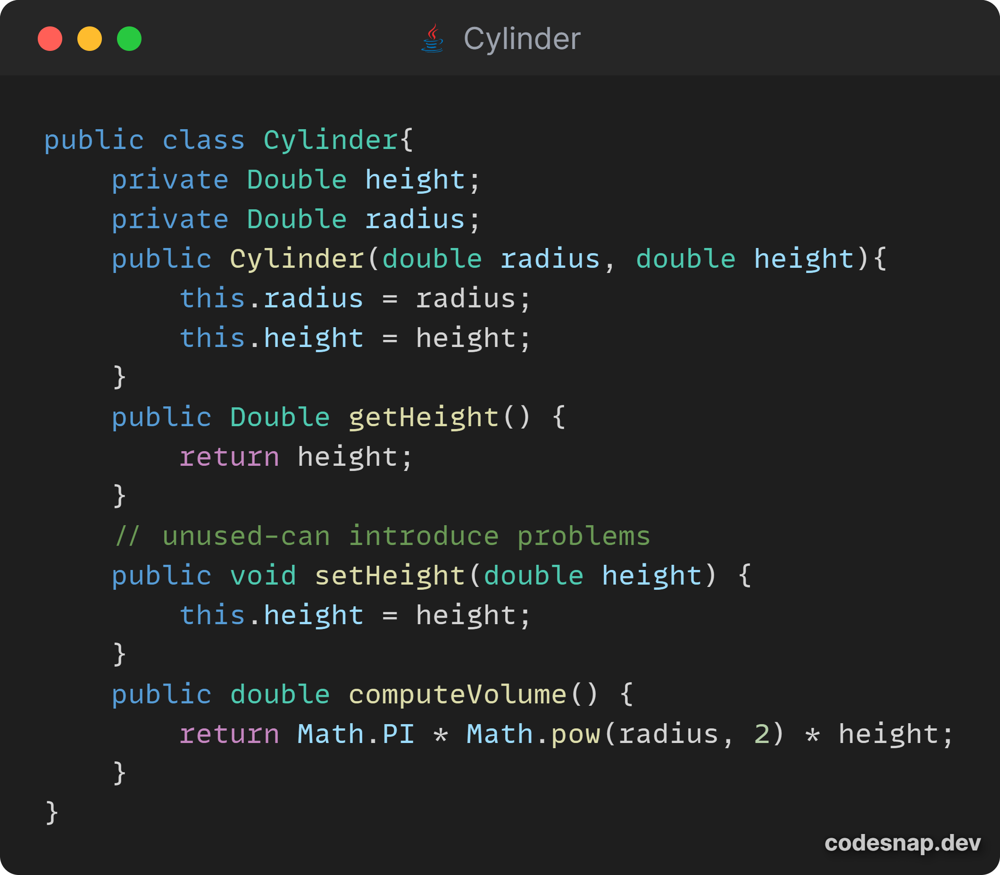 Cylinder
public class Cylinder{
    private Double height;
    private Double radius;
    public Cylinder(double radius, double height){
        this.radius = radius;
        this.height = height;
    }
    public Double getHeight() {
        return height;
    }
    // unused-can introduce problems
    public void setHeight(double height) {
        this.height = height;
    }
    public double computeVolume() {
        return Math.PI * Math.pow(radius, 2) * height;
    }
}
codesnap.dev